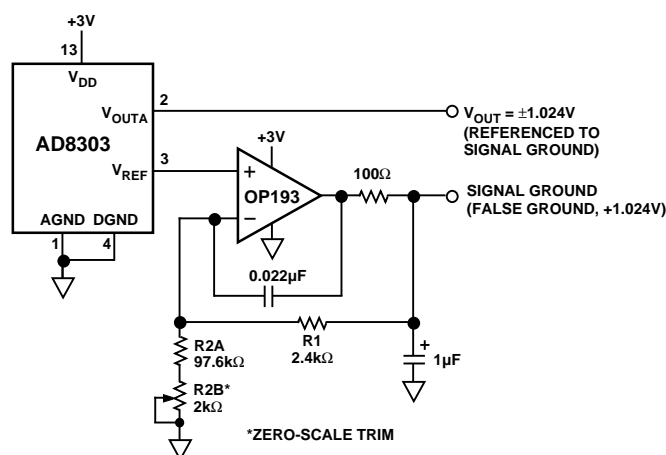 +3V
13
VDD
2
VOUTA
VOUT = ±1.024V
(REFERENCED TO
SIGNAL GROUND)
AD8303
+3V
3
VREF
+
OP193
−
100Ω
SIGNAL GROUND
(FALSE GROUND, +1.024V)
AGND DGND
1
4
0.022µF
R2A
97.6kΩ
R1
2.4kΩ
+
1µF
R2B*
2kΩ
*ZERO-SCALE TRIM